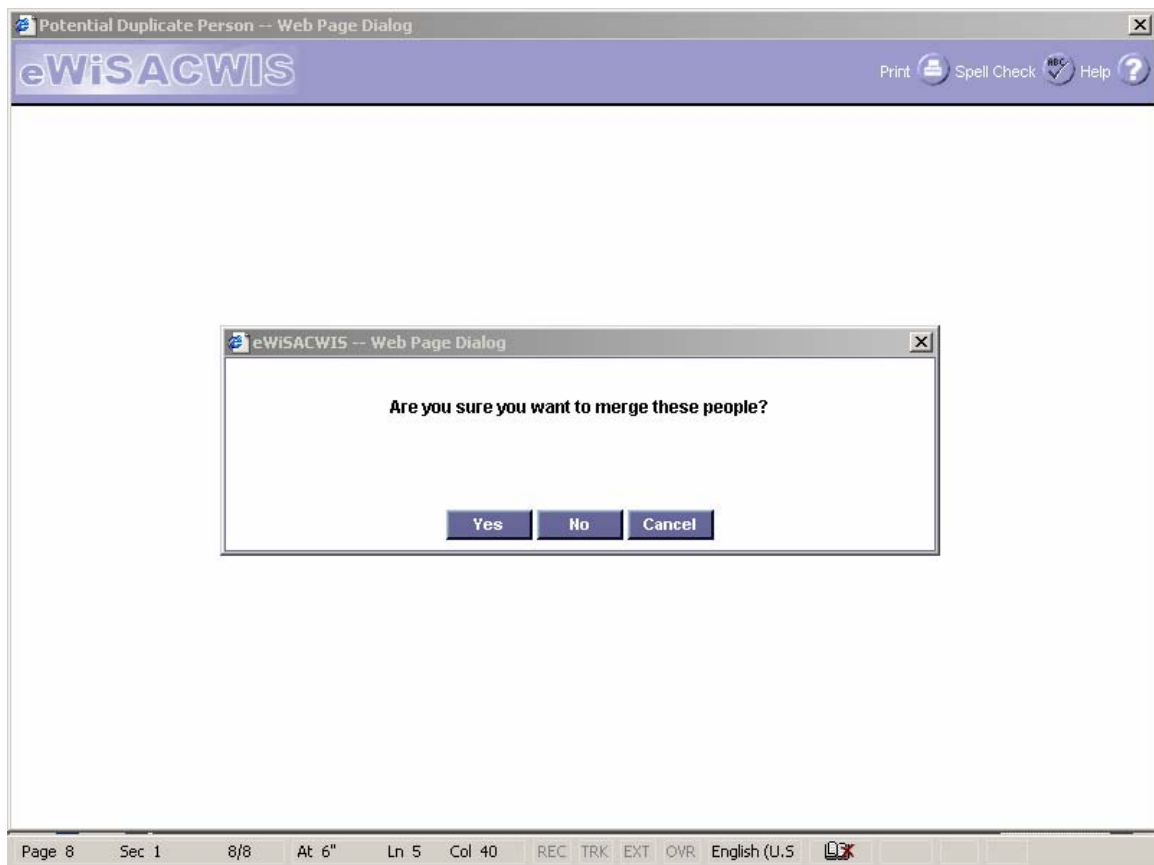 Potential Duplicate Person -- Web Page Dialog
eWiSACWIS
Print Spell Check ABC Help ?
eWiSACWIS -- Web Page Dialog
Are you sure you want to merge these people?
Yes No Cancel
Page 8 Sec 1 8/8 At 6" Ln 5 Col 40 REC TRK EXT OVR English (U.S